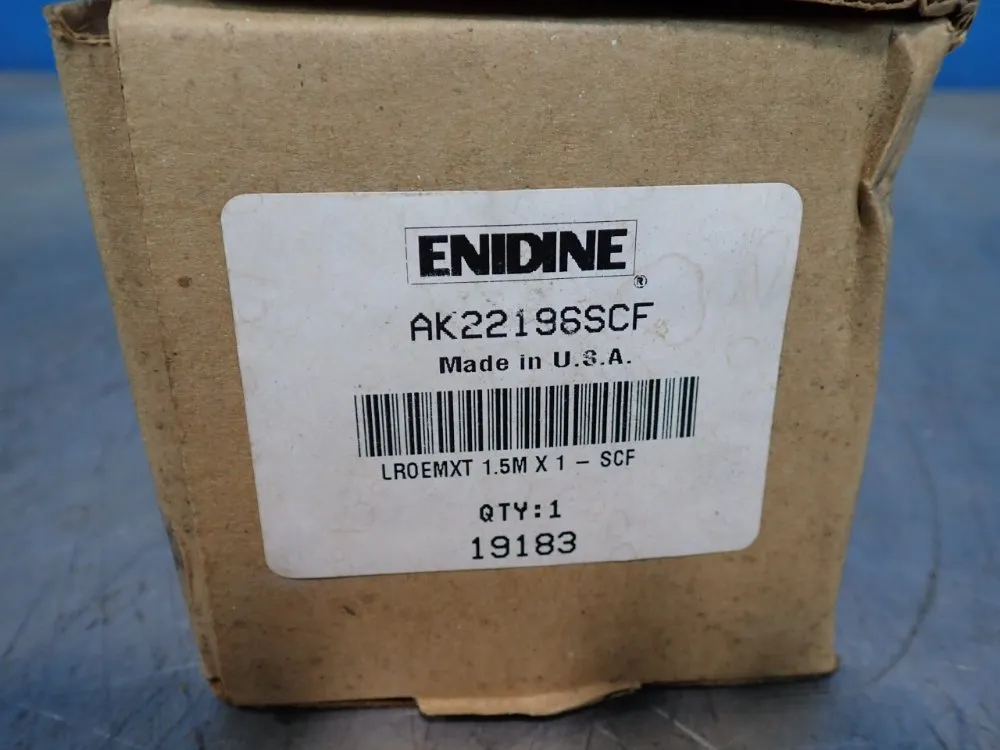 ENIDINE®
AK22196SCF
Made in U.S.A.
LROEMXT 1.5M X 1 - SCF
QTY:1
19183